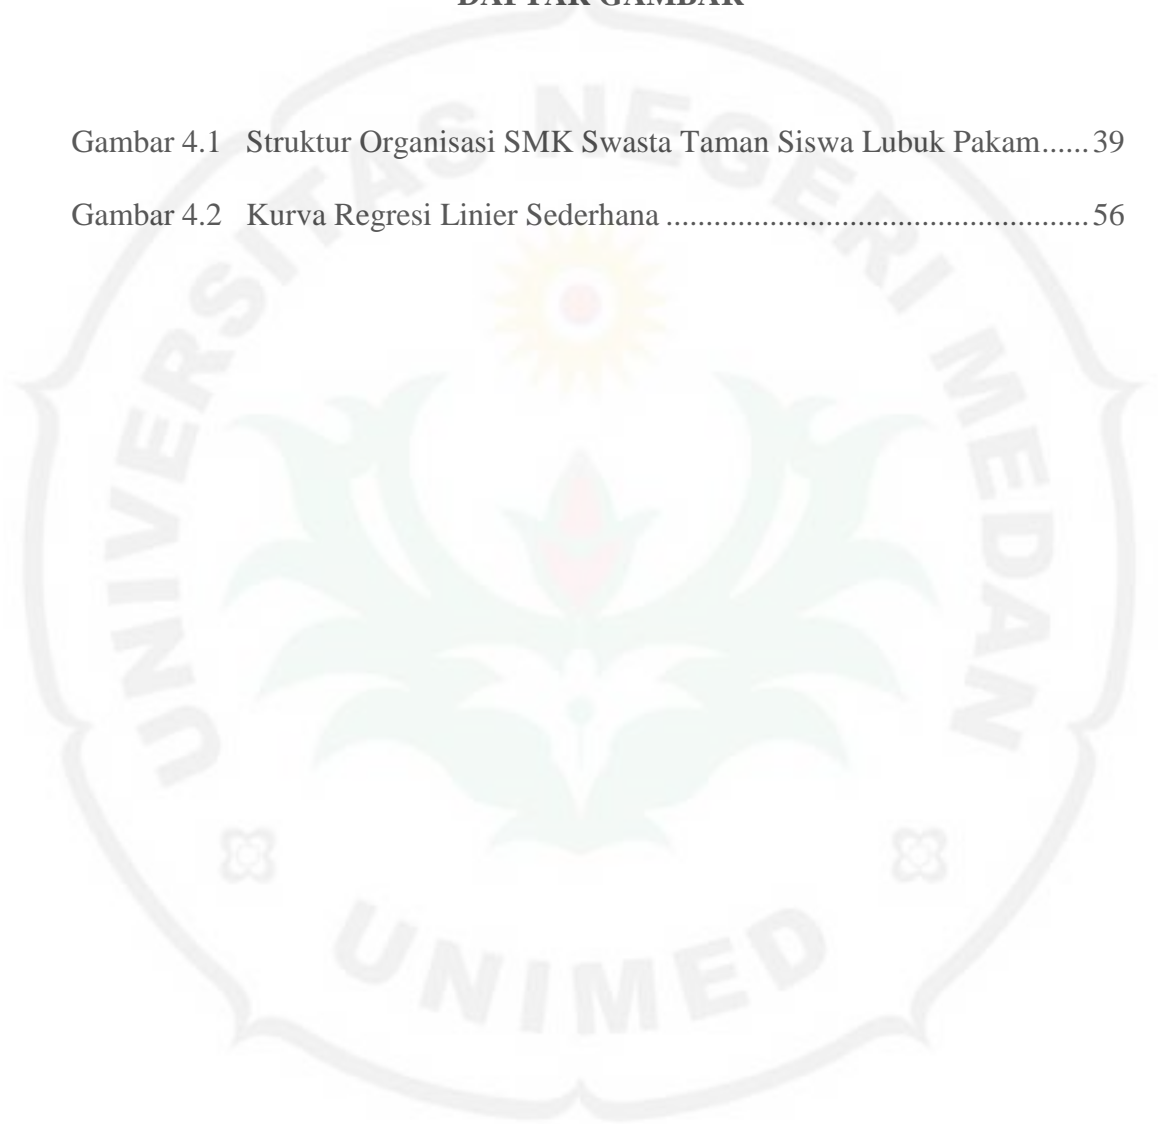 DAFTAR GAMBAR
Gambar 4.1 Struktur Organisasi SMK Swasta Taman Siswa Lubuk Pakam...... 39
Gambar 4.2 Kurva Regresi Linier Sederhana ..................................................... 56
UNIVERSITAS NEGERI MEDAN
UNIMED